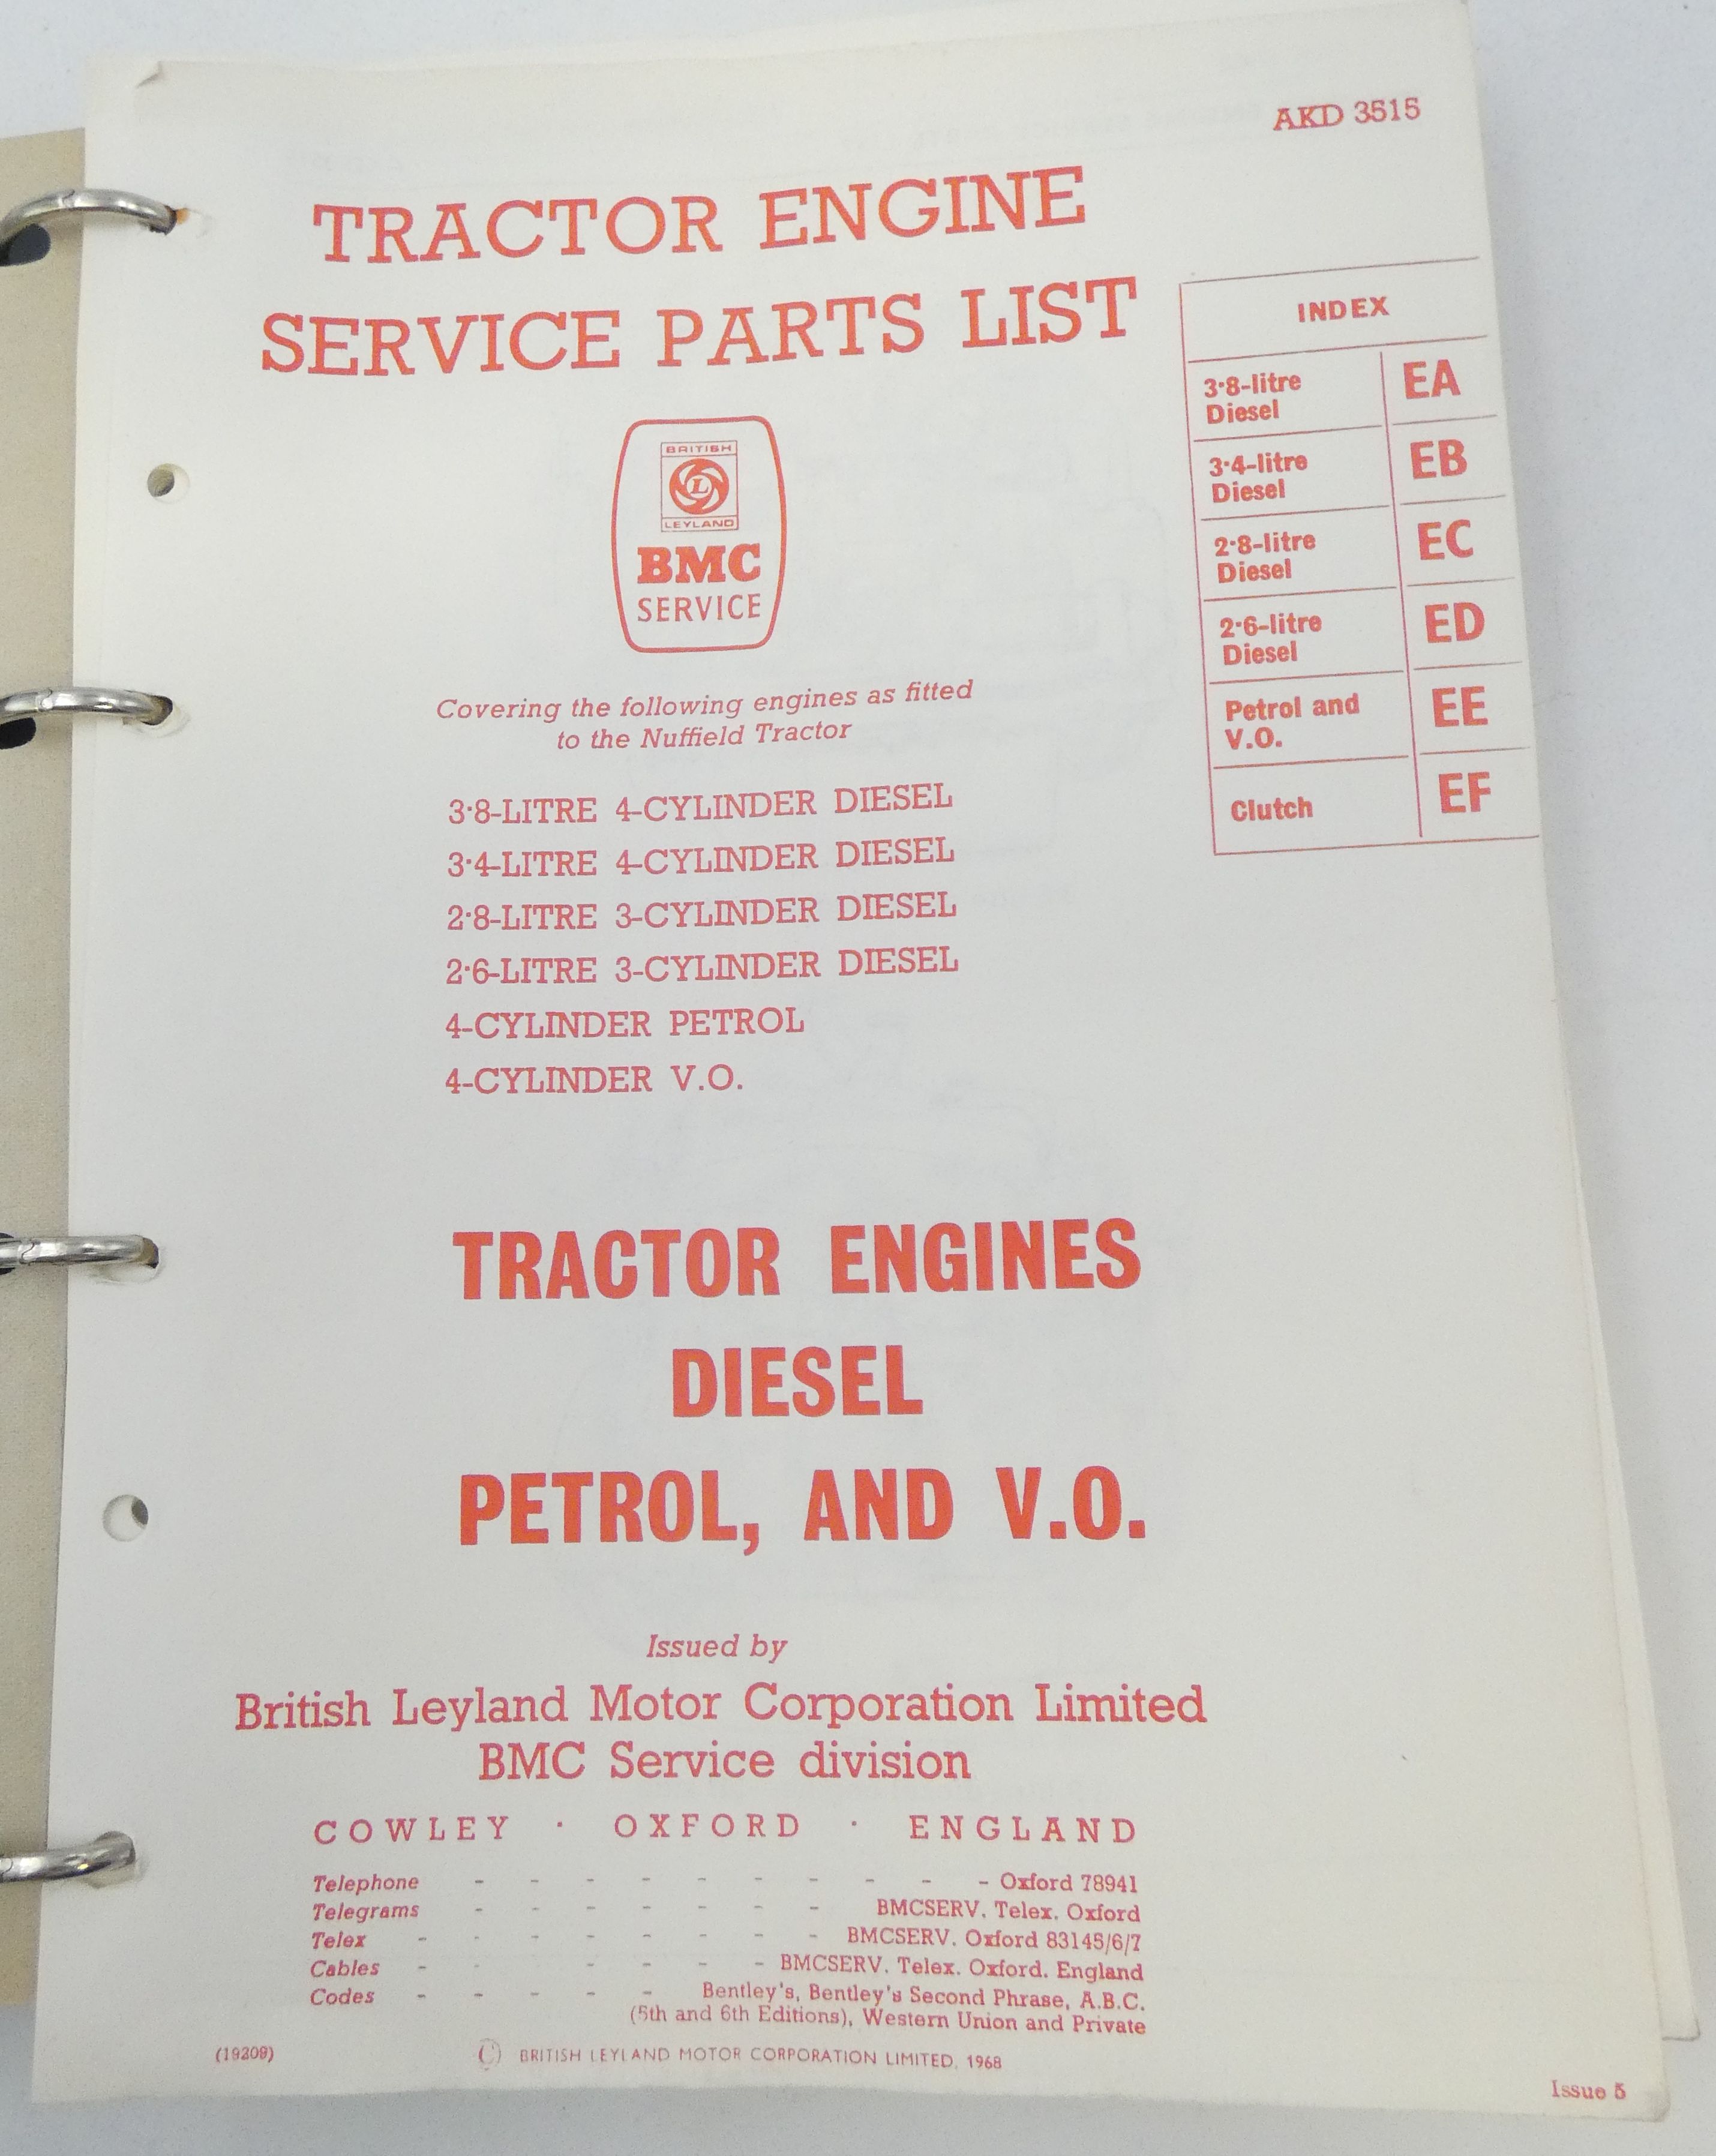 AKD 3515
TRACTOR ENGINE
SERVICE PARTS LIST
INDEX
3·8-litre
Diesel
EA
3·4-litre
Diesel
EB
2·8-litre
Diesel
EC
2·6-litre
Diesel
ED
Petrol and
V.O.
EE
Clutch
EF
BRITISH
L
LEYLAND
BMC
SERVICE
Covering the following engines as fitted
to the Nuffield Tractor
3·8-LITRE 4-CYLINDER DIESEL
3·4-LITRE 4-CYLINDER DIESEL
2·8-LITRE 3-CYLINDER DIESEL
2·6-LITRE 3-CYLINDER DIESEL
4-CYLINDER PETROL
4-CYLINDER V.O.
TRACTOR ENGINES
DIESEL
PETROL, AND V.O.
Issued by
British Leyland Motor Corporation Limited
BMC Service division
COWLEY · OXFORD · ENGLAND
Telephone - - - - - - - - - - Oxford 78941
Telegrams - - - - - - - BMCSERV. Telex. Oxford
Telex - - - - - - - - BMCSERV. Oxford 83145/6/7
Cables - - - - - - BMCSERV. Telex. Oxford. England
Codes - - - - - Bentley's, Bentley's Second Phrase, A.B.C.
(5th and 6th Editions), Western Union and Private
(19209)
© BRITISH LEYLAND MOTOR CORPORATION LIMITED, 1968
Issue 5